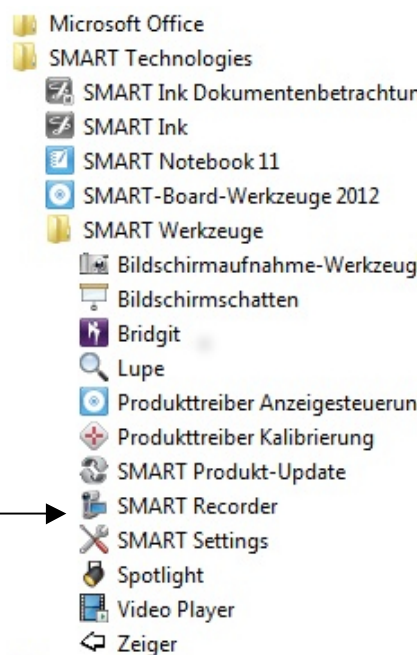 Microsoft Office
SMART Technologies
SMART Ink Dokumentenbetrachtun
SMART Ink
SMART Notebook 11
SMART-Board-Werkzeuge 2012
SMART Werkzeuge
Bildschirmaufnahme-Werkzeug
Bildschirmschatten
Bridgit
Lupe
Produkttreiber Anzeigesteuerun
Produkttreiber Kalibrierung
SMART Produkt-Update
SMART Recorder
SMART Settings
Spotlight
Video Player
Zeiger